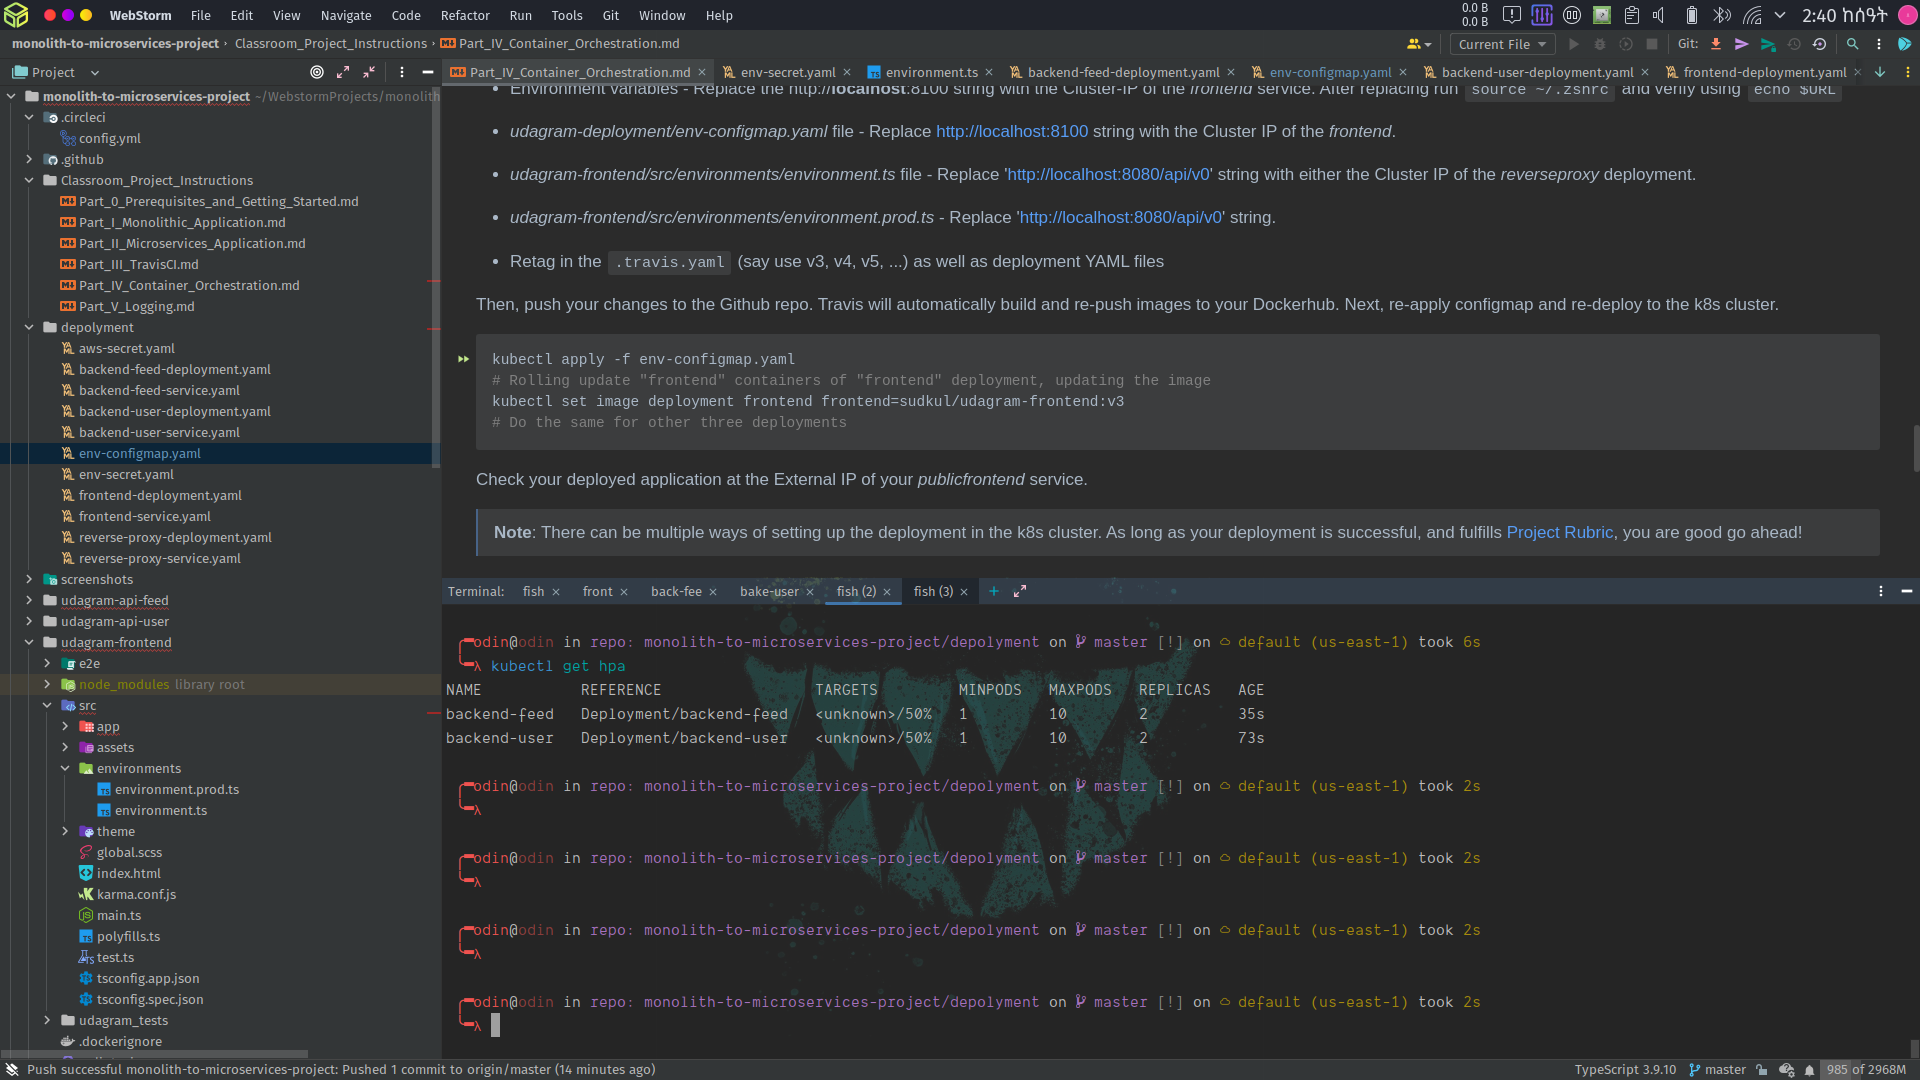 WebStorm File Edit View Navigate Code Refactor Run Tools Git Window Help 0.0 B 0.0 B 2:40 ከሰዓት
monolith-to-microservices-project › Classroom_Project_Instructions › Part_IV_Container_Orchestration.md Current File Git:
Project Part_IV_Container_Orchestration.md env-secret.yaml environment.ts backend-feed-deployment.yaml env-configmap.yaml backend-user-deployment.yaml frontend-deployment.yaml
monolith-to-microservices-project ~/WebstormProjects/monolith
.circleci
config.yml
.github
Classroom_Project_Instructions
Part_0_Prerequisites_and_Getting_Started.md
Part_I_Monolithic_Application.md
Part_II_Microservices_Application.md
Part_III_TravisCI.md
Part_IV_Container_Orchestration.md
Part_V_Logging.md
depolyment
aws-secret.yaml
backend-feed-deployment.yaml
backend-feed-service.yaml
backend-user-deployment.yaml
backend-user-service.yaml
env-configmap.yaml
env-secret.yaml
frontend-deployment.yaml
frontend-service.yaml
reverse-proxy-deployment.yaml
reverse-proxy-service.yaml
screenshots
udagram-api-feed
udagram-api-user
udagram-frontend
e2e
node_modules library root
src
app
assets
environments
environment.prod.ts
environment.ts
theme
global.scss
index.html
karma.conf.js
main.ts
polyfills.ts
test.ts
tsconfig.app.json
tsconfig.spec.json
udagram_tests
.dockerignore
• Environment variables - Replace the http://localhost:8100 string with the Cluster-IP of the frontend service. After replacing run source ~/.zshrc and verify using echo $URL
• udagram-deployment/env-configmap.yaml file - Replace http://localhost:8100 string with the Cluster IP of the frontend.
• udagram-frontend/src/environments/environment.ts file - Replace 'http://localhost:8080/api/v0' string with either the Cluster IP of the reverseproxy deployment.
• udagram-frontend/src/environments/environment.prod.ts - Replace 'http://localhost:8080/api/v0' string.
• Retag in the .travis.yaml (say use v3, v4, v5, ...) as well as deployment YAML files
Then, push your changes to the Github repo. Travis will automatically build and re-push images to your Dockerhub. Next, re-apply configmap and re-deploy to the k8s cluster.
kubectl apply -f env-configmap.yaml
# Rolling update "frontend" containers of "frontend" deployment, updating the image
kubectl set image deployment frontend frontend=sudkul/udagram-frontend:v3
# Do the same for other three deployments
Check your deployed application at the External IP of your publicfrontend service.
Note: There can be multiple ways of setting up the deployment in the k8s cluster. As long as your deployment is successful, and fulfills Project Rubric, you are good go ahead!
Terminal: fish front back-fee bake-user fish (2) fish (3)
odin@odin in repo: monolith-to-microservices-project/depolyment on master [!] on default (us-east-1) took 6s
λ kubectl get hpa
NAME REFERENCE TARGETS MINPODS MAXPODS REPLICAS AGE
backend-feed Deployment/backend-feed <unknown>/50% 1 10 2 35s
backend-user Deployment/backend-user <unknown>/50% 1 10 2 73s
odin@odin in repo: monolith-to-microservices-project/depolyment on master [!] on default (us-east-1) took 2s
λ
odin@odin in repo: monolith-to-microservices-project/depolyment on master [!] on default (us-east-1) took 2s
λ
odin@odin in repo: monolith-to-microservices-project/depolyment on master [!] on default (us-east-1) took 2s
λ
odin@odin in repo: monolith-to-microservices-project/depolyment on master [!] on default (us-east-1) took 2s
λ
Push successful monolith-to-microservices-project: Pushed 1 commit to origin/master (14 minutes ago) TypeScript 3.9.10 master 985 of 2968M